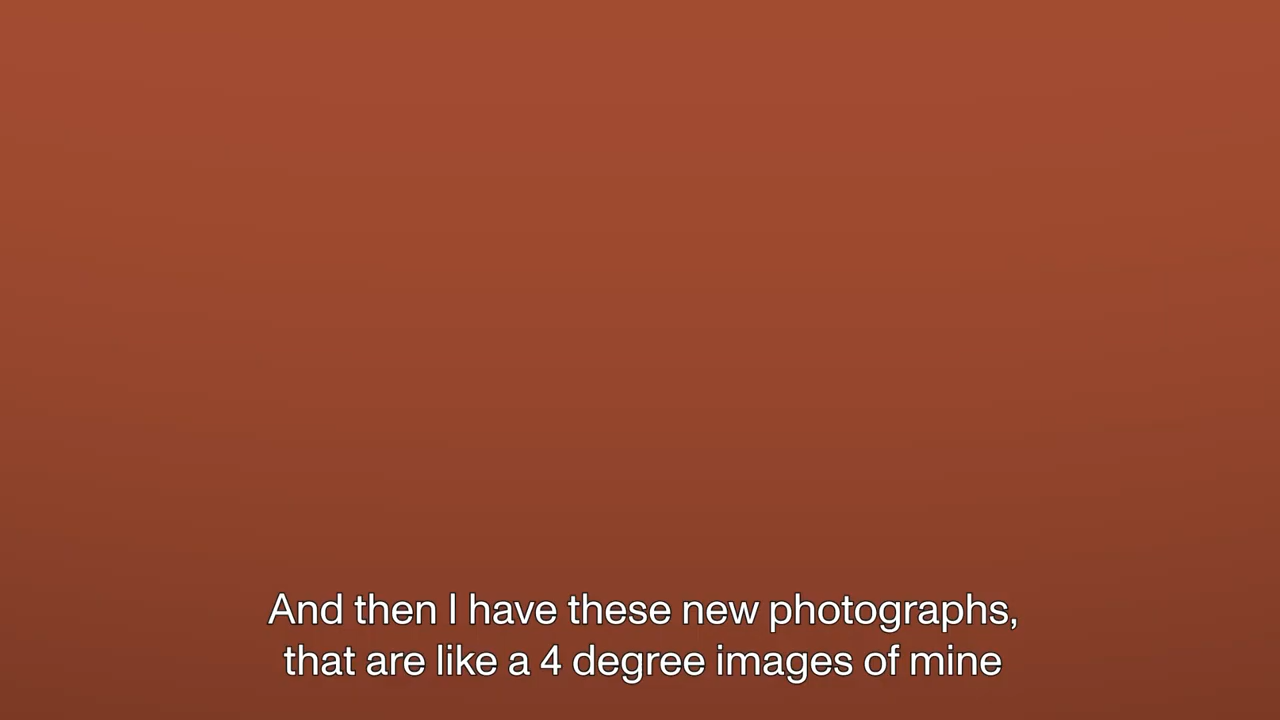 And then I have these new photographs,
that are like a 4 degree images of mine